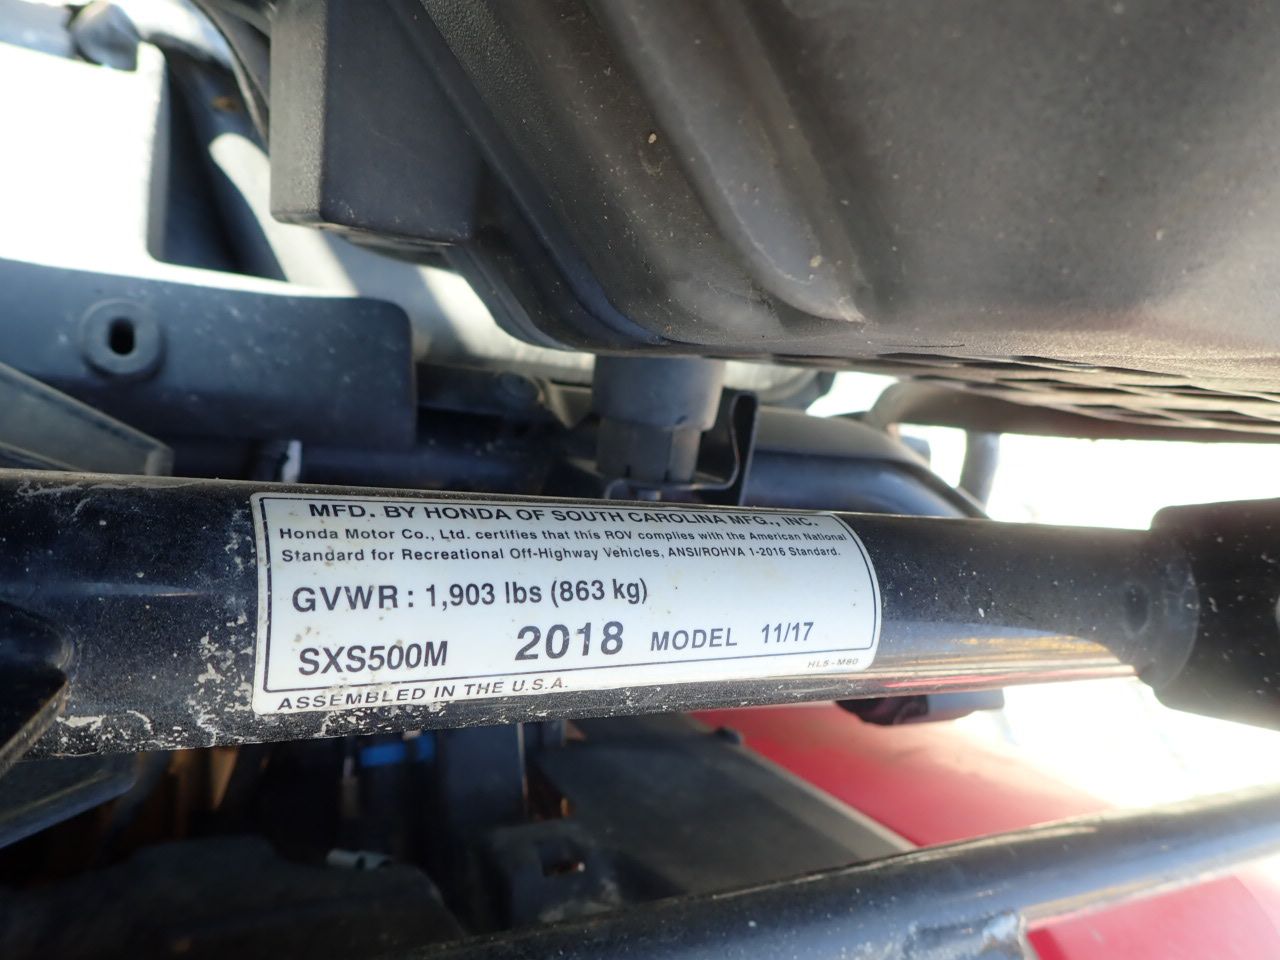 MFD. BY HONDA OF SOUTH CAROLINA MFG., INC.
Honda Motor Co., Ltd. certifies that this ROV complies with the American National
Standard for Recreational Off-Highway Vehicles, ANSI/ROHVA 1-2016 Standard.
GVWR : 1,903 lbs (863 kg)
SXS500M 2018 MODEL 11/17
HL5-M80
ASSEMBLED IN THE U.S.A.